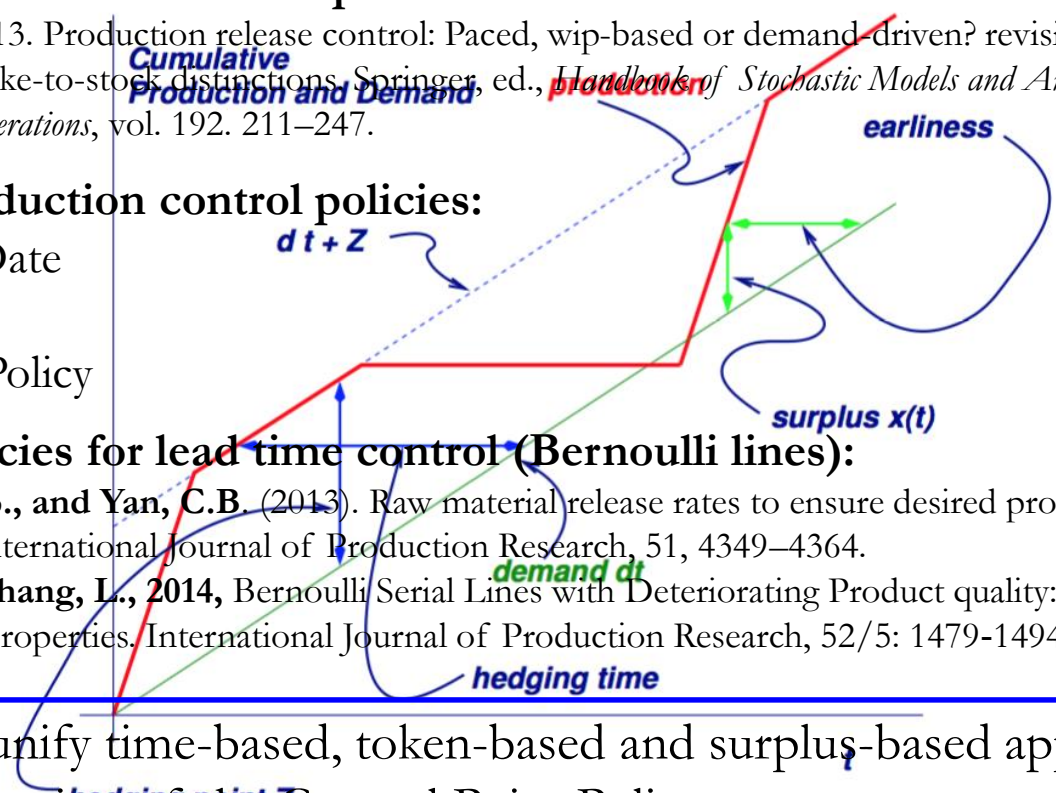 13. Production release control: Paced, wip-based or demand-driven? revisi
Cumulative
Production and Demand
production
ke-to-stock distinctions. Springer, ed., Handbook of Stochastic Models and A
erations, vol. 192. 211–247.
earliness
duction control policies:
d t + Z
Date
Policy
surplus x(t)
cies for lead time control (Bernoulli lines):
., and Yan, C.B. (2013). Raw material release rates to ensure desired pro
nternational Journal of Production Research, 51, 4349–4364.
demand dt
hang, L., 2014, Bernoulli Serial Lines with Deteriorating Product quality:
roperties. International Journal of Production Research, 52/5: 1479-1494
hedging time
unify time-based, token-based and surplus-based app
t